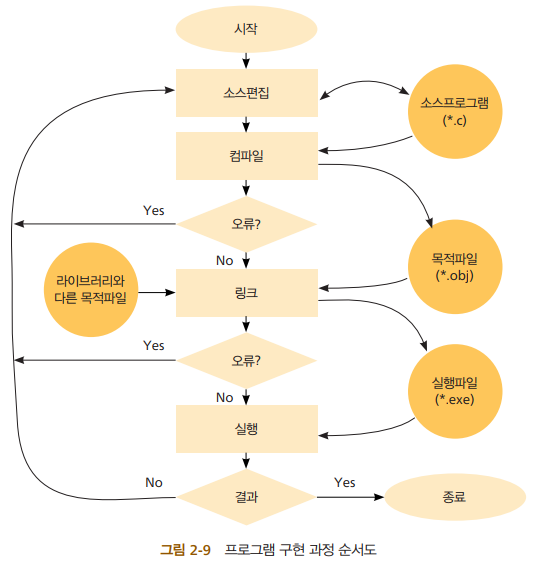 시작
소스편집
소스프로그램
(*.c)
컴파일
Yes
오류?
No
목적파일
(*.obj)
라이브러리와
다른 목적파일
링크
Yes
오류?
No
실행파일
(*.exe)
실행
No
결과
Yes
종료
그림 2-9 프로그램 구현 과정 순서도